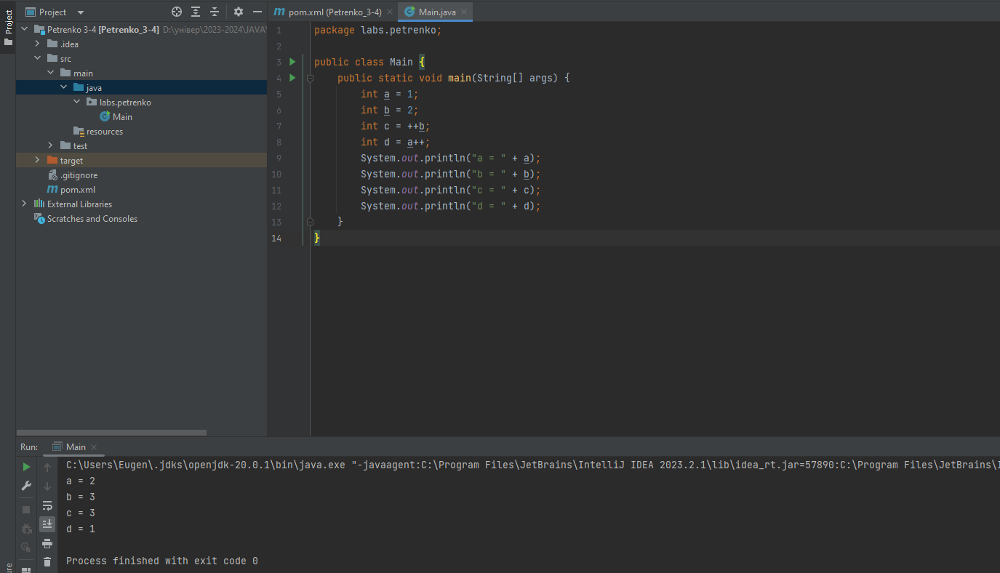 Project
Project
pom.xml (Petrenko_3-4)
Main.java
Petrenko 3-4 [Petrenko_3-4] D:\універ\2023-2024\JAVA\
.idea
src
main
java
labs.petrenko
Main
resources
test
target
.gitignore
pom.xml
External Libraries
Scratches and Consoles
1 package labs.petrenko;
2
3 public class Main {
4 public static void main(String[] args) {
5 int a = 1;
6 int b = 2;
7 int c = ++b;
8 int d = a++;
9 System.out.println("a = " + a);
10 System.out.println("b = " + b);
11 System.out.println("c = " + c);
12 System.out.println("d = " + d);
13 }
14 }
Run: Main
C:\Users\Eugen\.jdks\openjdk-20.0.1\bin\java.exe "-javaagent:C:\Program Files\JetBrains\IntelliJ IDEA 2023.2.1\lib\idea_rt.jar=57890:C:\Program Files\JetBrains\I
a = 2
b = 3
c = 3
d = 1
Process finished with exit code 0